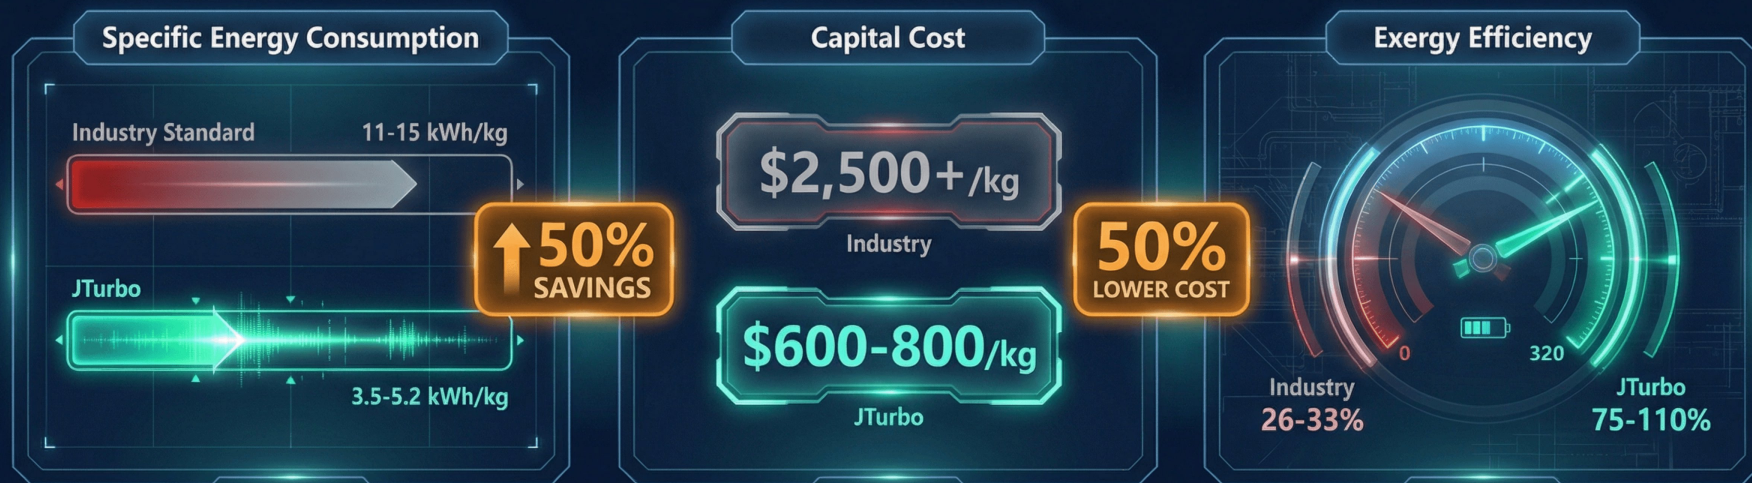 Specific Energy Consumption
Industry Standard 11-15 kWh/kg
JTurbo
3.5-5.2 kWh/kg
50%
SAVINGS
Capital Cost
$2,500+/kg
Industry
$600-800/kg
JTurbo
50%
LOWER COST
Exergy Efficiency
0 320
Industry
26-33%
JTurbo
75-110%